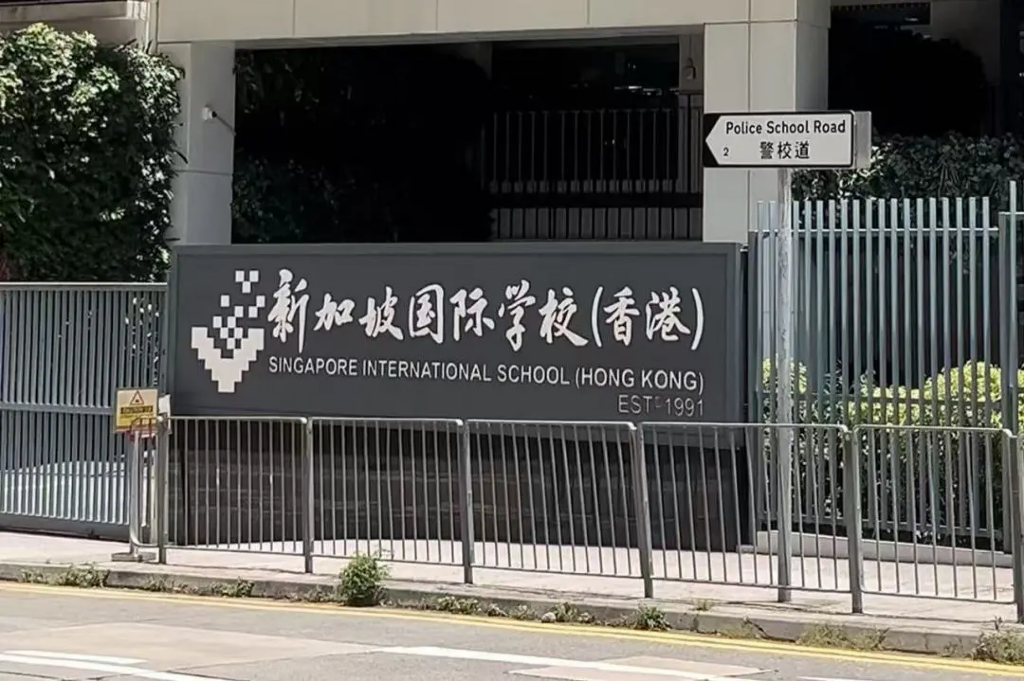 Police School Road
2 警校道
新加坡国际学校(香港)
SINGAPORE INTERNATIONAL SCHOOL (HONG KONG)
EST. 1991